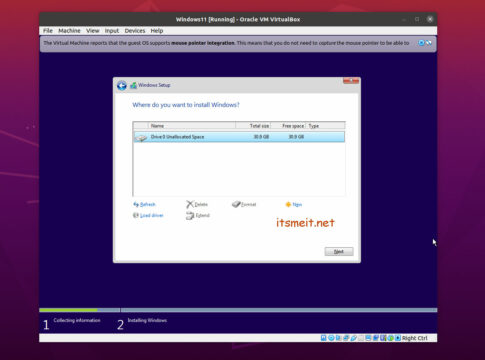 Windows11 [Running] - Oracle VM VirtualBox
File Machine View Input Devices Help
The Virtual Machine reports that the guest OS supports mouse pointer integration. This means that you do not need to capture the mouse pointer to be able to
Windows Setup
Where do you want to install Windows?
Name Total size Free space Type
Drive 0 Unallocated Space 30.9 GB 30.9 GB
Refresh Delete Format New
Load driver Extend
itsmeit.net
Next
1 Collecting information 2 Installing Windows
Right Ctrl